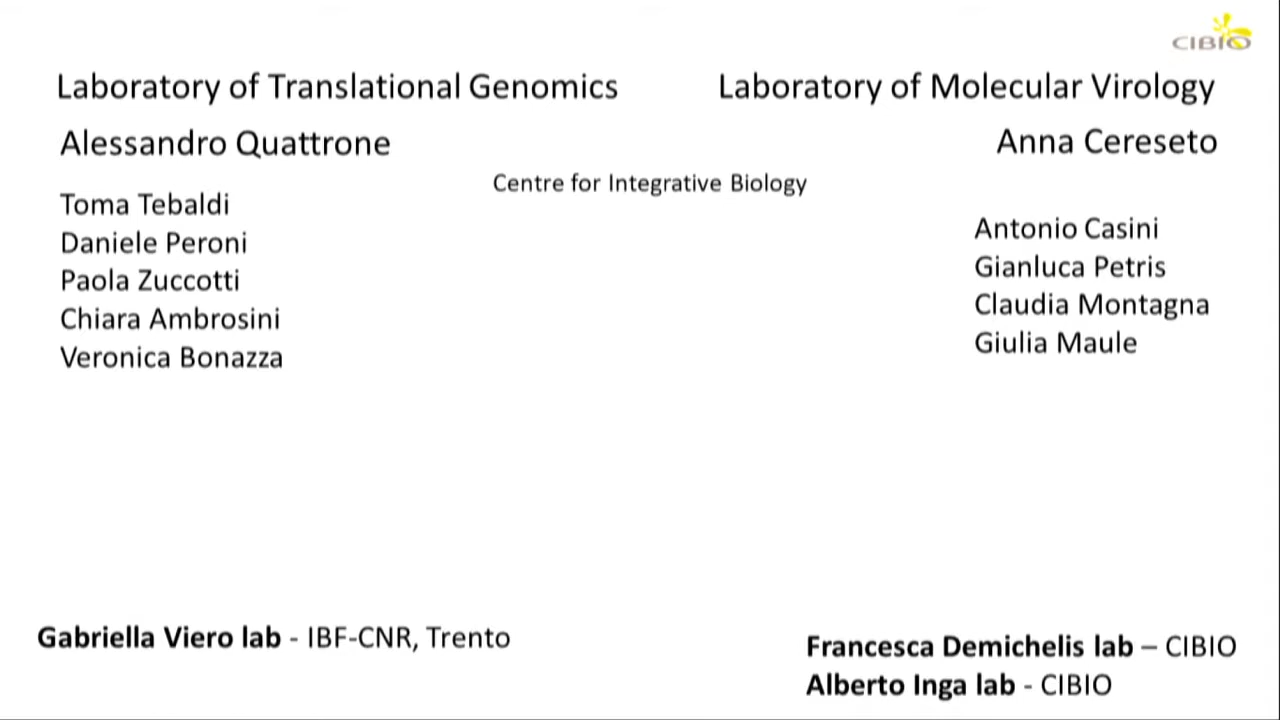 CIBIO
Laboratory of Translational Genomics
Alessandro Quattrone
Toma Tebaldi
Daniele Peroni
Paola Zuccotti
Chiara Ambrosini
Veronica Bonazza
Centre for Integrative Biology
Laboratory of Molecular Virology
Anna Cereseto
Antonio Casini
Gianluca Petris
Claudia Montagna
Giulia Maule
Gabriella Viero lab - IBF-CNR, Trento
Francesca Demichelis lab – CIBIO
Alberto Inga lab - CIBIO